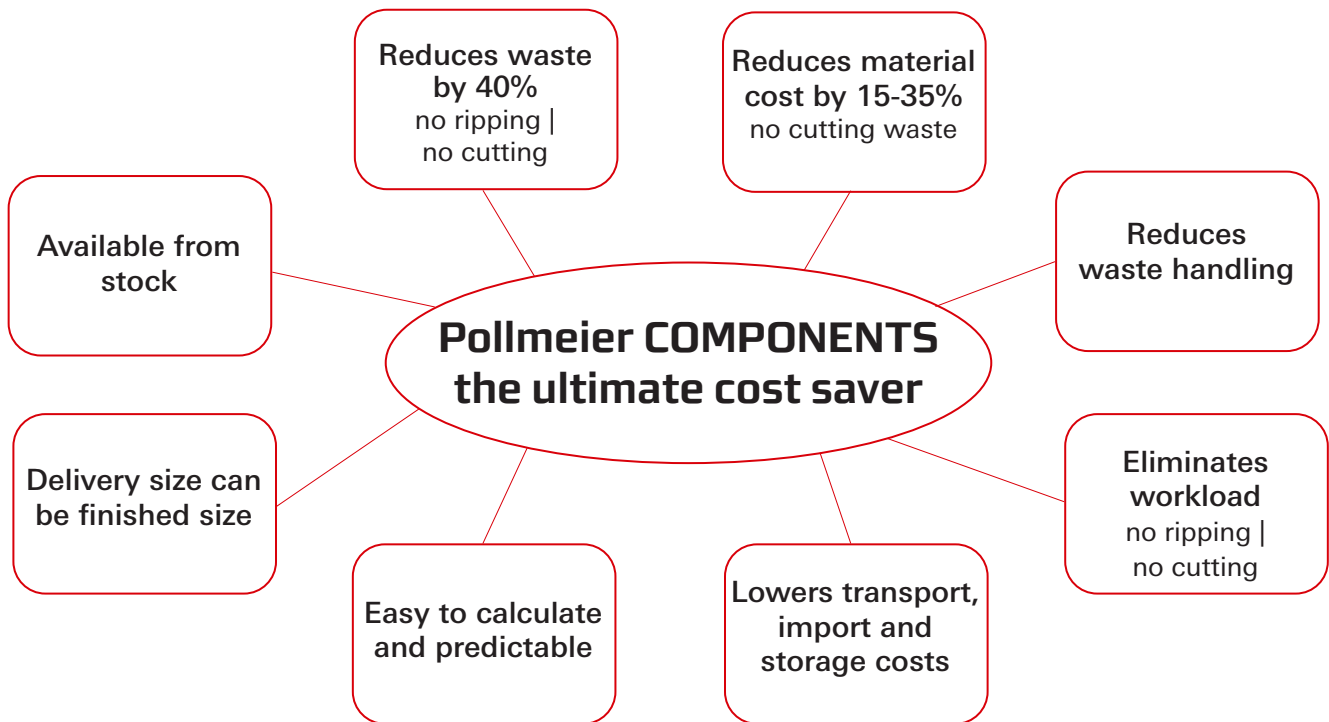 Reduces waste
by 40%
no ripping |
no cutting
Reduces material
cost by 15-35%
no cutting waste
Available from
stock
Reduces
waste handling
Pollmeier COMPONENTS
the ultimate cost saver
Delivery size can
be finished size
Eliminates
workload
no ripping |
no cutting
Easy to calculate
and predictable
Lowers transport,
import and
storage costs